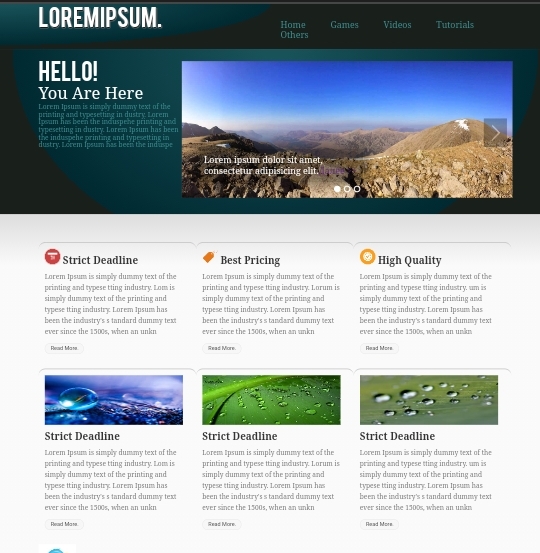 LOREMIPSUM.
Home Games Videos Tutorials
Others
HELLO!
You Are Here
Lorem Ipsum is simply dummy text of the
printing and typesetting in dustry. Lorem
Ipsum has been the induspehe printing and
typesetting in dustry. Lorem Ipsum has been
the induspehe printing and typesetting in
dustry. Lorem Ipsum has been the induspe
Lorem ipsum dolor sit amet,
consectetur adipisicing elit.
Strict Deadline
Lorem Ipsum is simply dummy text of the
printing and typese tting industry. Lom is
simply dummy text of the printing and
typese tting industry. Lorem Ipsum has
been the industry's s tandard dummy text
ever since the 1500s, when an unkn
Read More.
Best Pricing
Lorem Ipsum is simply dummy text of the
printing and typese tting industry. Lorem is
simply dummy text of the printing and
typese tting industry. Lorem Ipsum has
been the industry's s tandard dummy text
ever since the 1500s, when an unkn
Read More.
High Quality
Lorem Ipsum is simply dummy text of the
printing and typese tting industry. um is
simply dummy text of the printing and
typese tting industry. Lorem Ipsum has
been the industry's s tandard dummy text
ever since the 1500s, when an unkn
Read More.
Strict Deadline
Lorem Ipsum is simply dummy text of the
printing and typese tting industry. Lorem is
simply dummy text of the printing and
typese tting industry. Lorem Ipsum has
been the industry's s tandard dummy text
ever since the 1500s, when an unkn
Read More.
Strict Deadline
Lorem Ipsum is simply dummy text of the
printing and typese tting industry. Lorum is
simply dummy text of the printing and
typese tting industry. Lorem Ipsum has
been the industry's s tandard dummy text
ever since the 1500s, when an unkn
Read More.
Strict Deadline
Lorem Ipsum is simply dummy text of the
printing and typese tting industry. um is
simply dummy text of the printing and
typese tting industry. Lorem Ipsum has
been the industry's s tandard dummy text
ever since the 1500s, when an unkn
Read More.